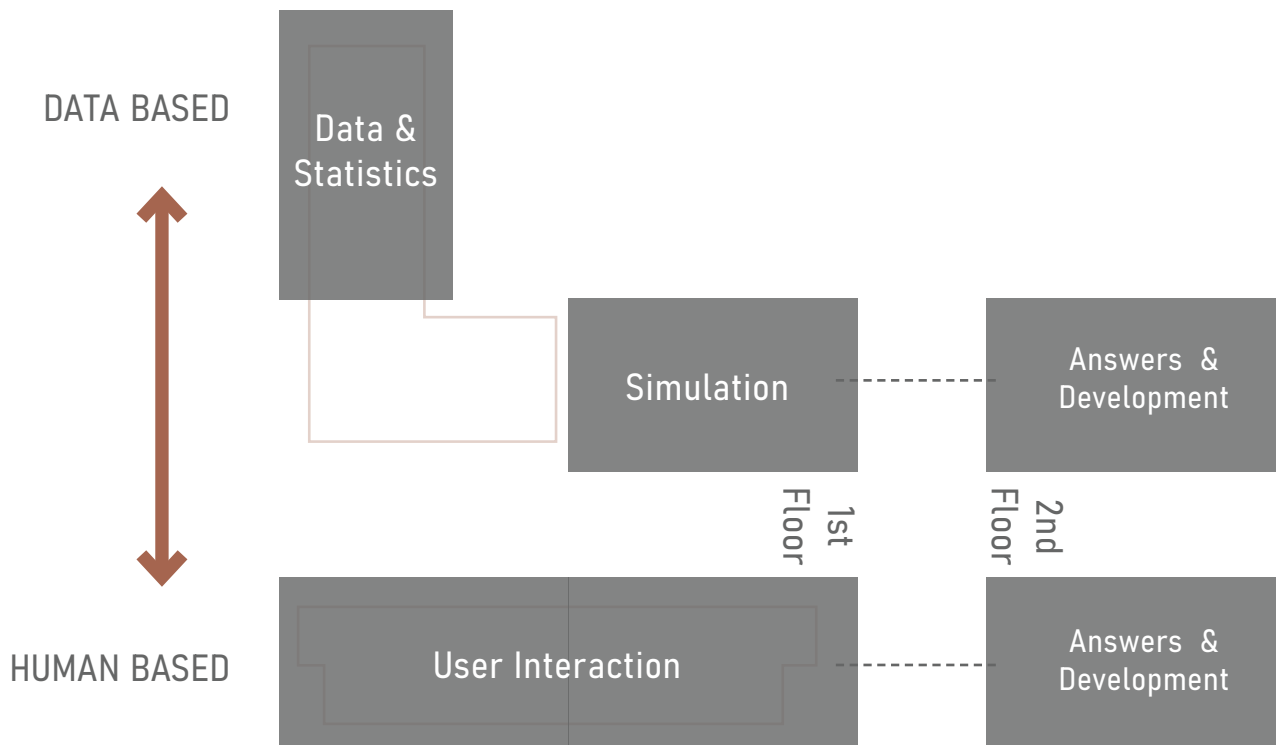 DATA BASED
Data &
Statistics
Simulation
Answers &
Development
1st
Floor
2nd
Floor
HUMAN BASED
User Interaction
Answers &
Development